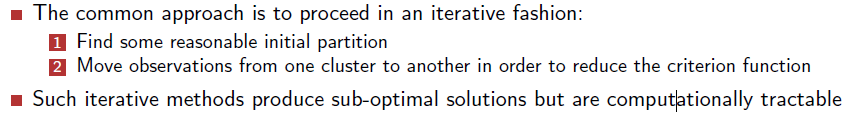 The common approach is to proceed in an iterative fashion:
1 Find some reasonable initial partition
2 Move observations from one cluster to another in order to reduce the criterion function
Such iterative methods produce sub-optimal solutions but are computationally tractable